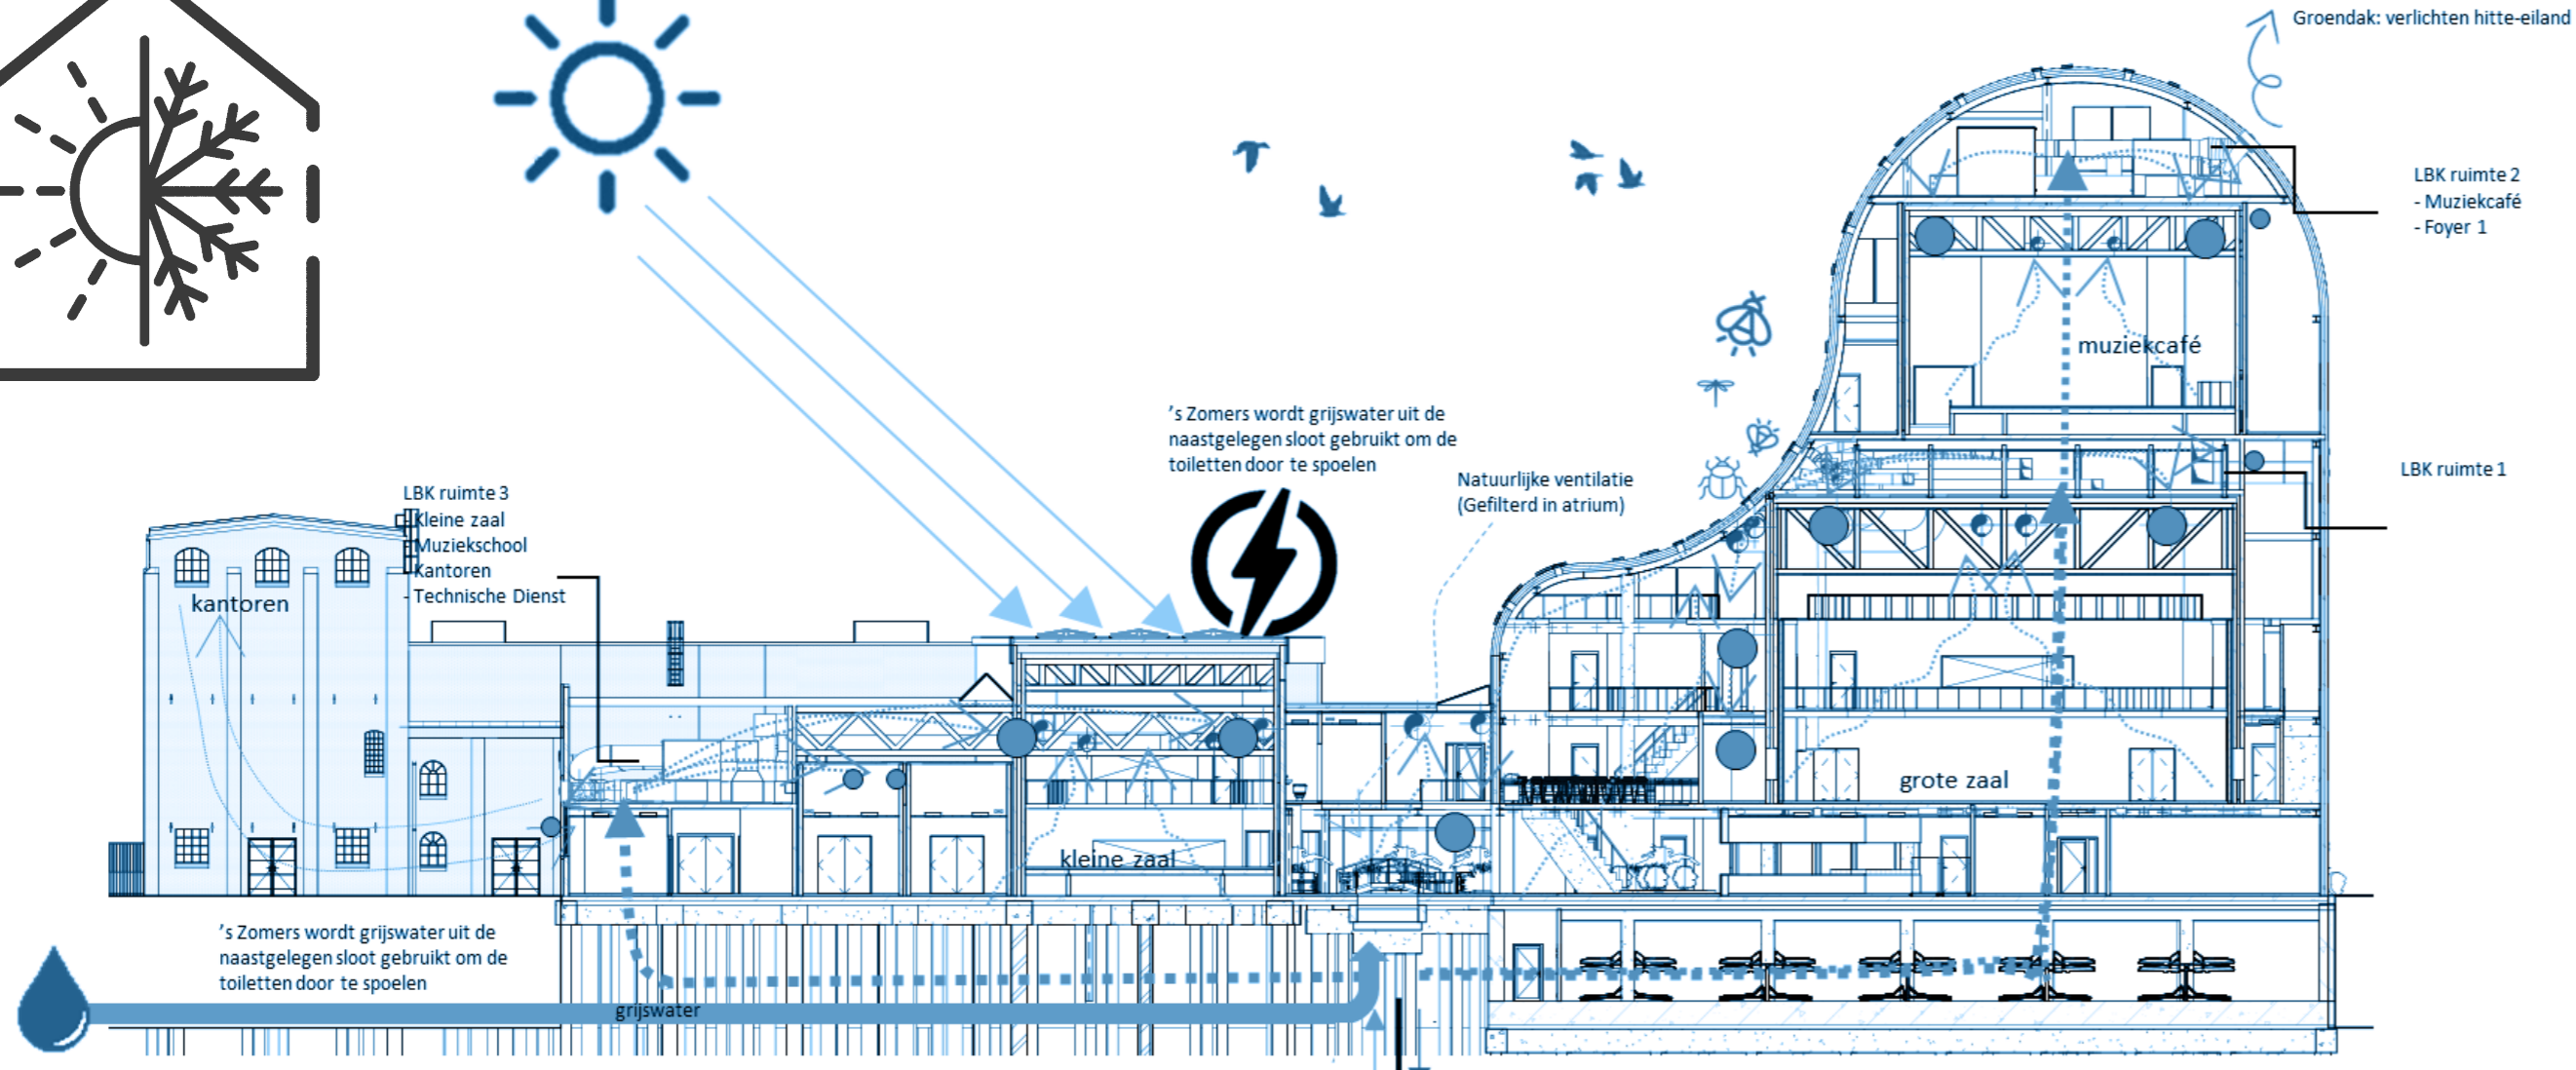 Groendak: verlichten hitte-eiland
LBK ruimte 2
- Muziekcafé
- Foyer 1
muziekcafé
's Zomers wordt grijswater uit de
naastgelegen sloot gebruikt om de
toiletten door te spoelen
Natuurlijke ventilatie
(Gefilterd in atrium)
LBK ruimte 1
LBK ruimte 3
Kleine zaal
Muziekschool
Kantoren
- Technische Dienst
kantoren
grote zaal
kleine zaal
's Zomers wordt grijswater uit de
naastgelegen sloot gebruikt om de
toiletten door te spoelen
grijswater